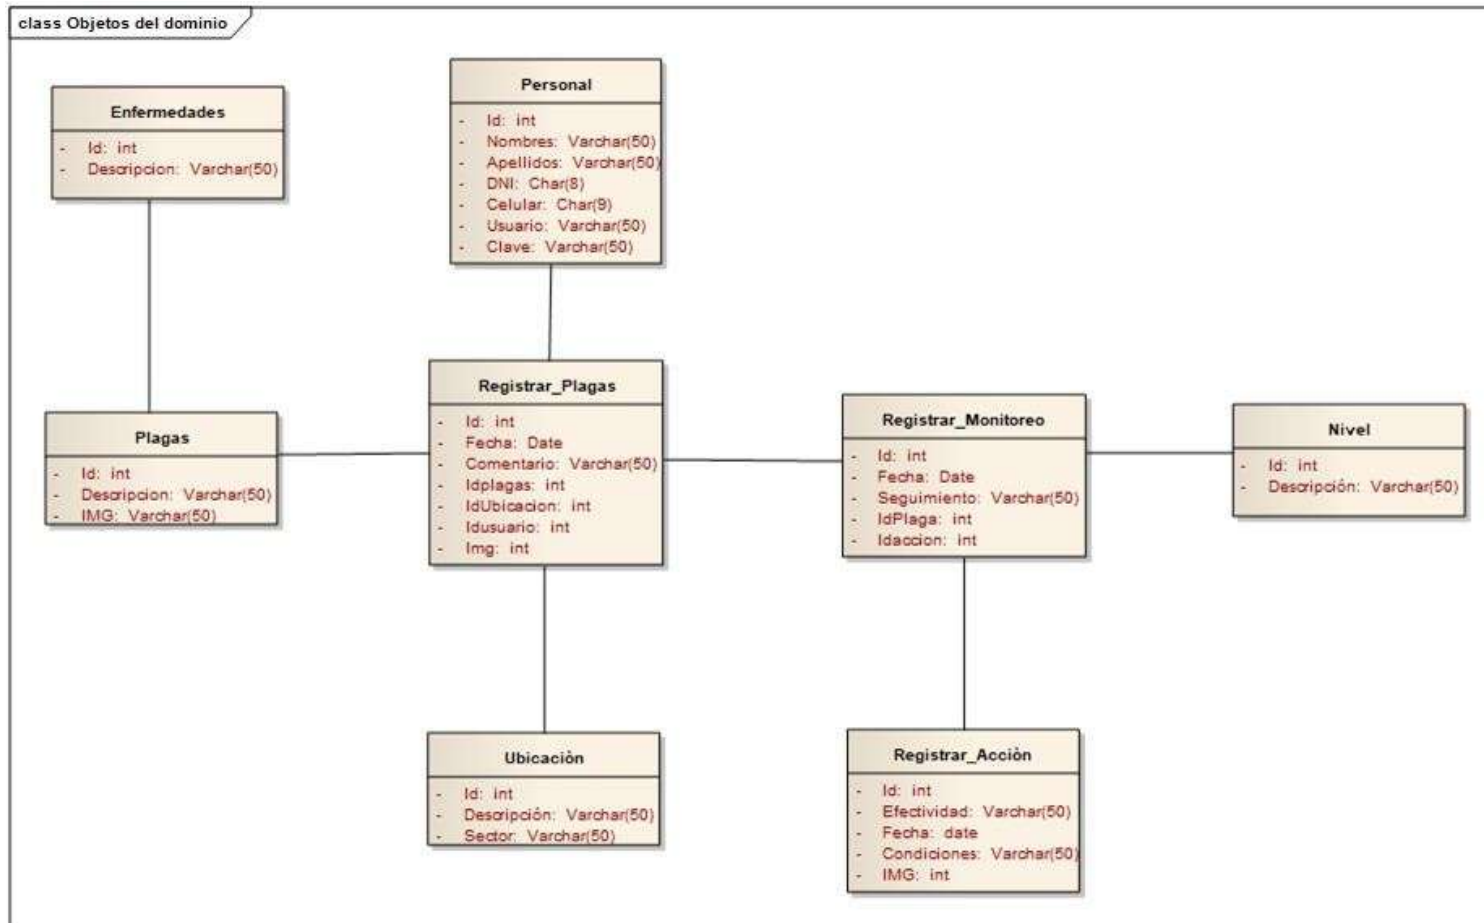 class Objetos del dominio
Enfermedades
- Id: int
- Descripcion: Varchar(50)
Personal
- Id: int
- Nombres: Varchar(50)
- Apellidos: Varchar(50)
- DNI: Char(8)
- Celular: Char(9)
- Usuario: Varchar(50)
- Clave: Varchar(50)
Plagas
- Id: int
- Descripcion: Varchar(50)
- IMG: Varchar(50)
Registrar_Plagas
- Id: int
- Fecha: Date
- Comentario: Varchar(50)
- Idplagas: int
- IdUbicacion: int
- Idusuario: int
- Img: int
Registrar_Monitoreo
- Id: int
- Fecha: Date
- Seguimiento: Varchar(50)
- IdPlaga: int
- Idaccion: int
Nivel
- Id: int
- Descripción: Varchar(50)
Ubicaciòn
- Id: int
- Descripción: Varchar(50)
- Sector: Varchar(50)
Registrar_Acciòn
- Id: int
- Efectividad: Varchar(50)
- Fecha: date
- Condiciones: Varchar(50)
- IMG: int